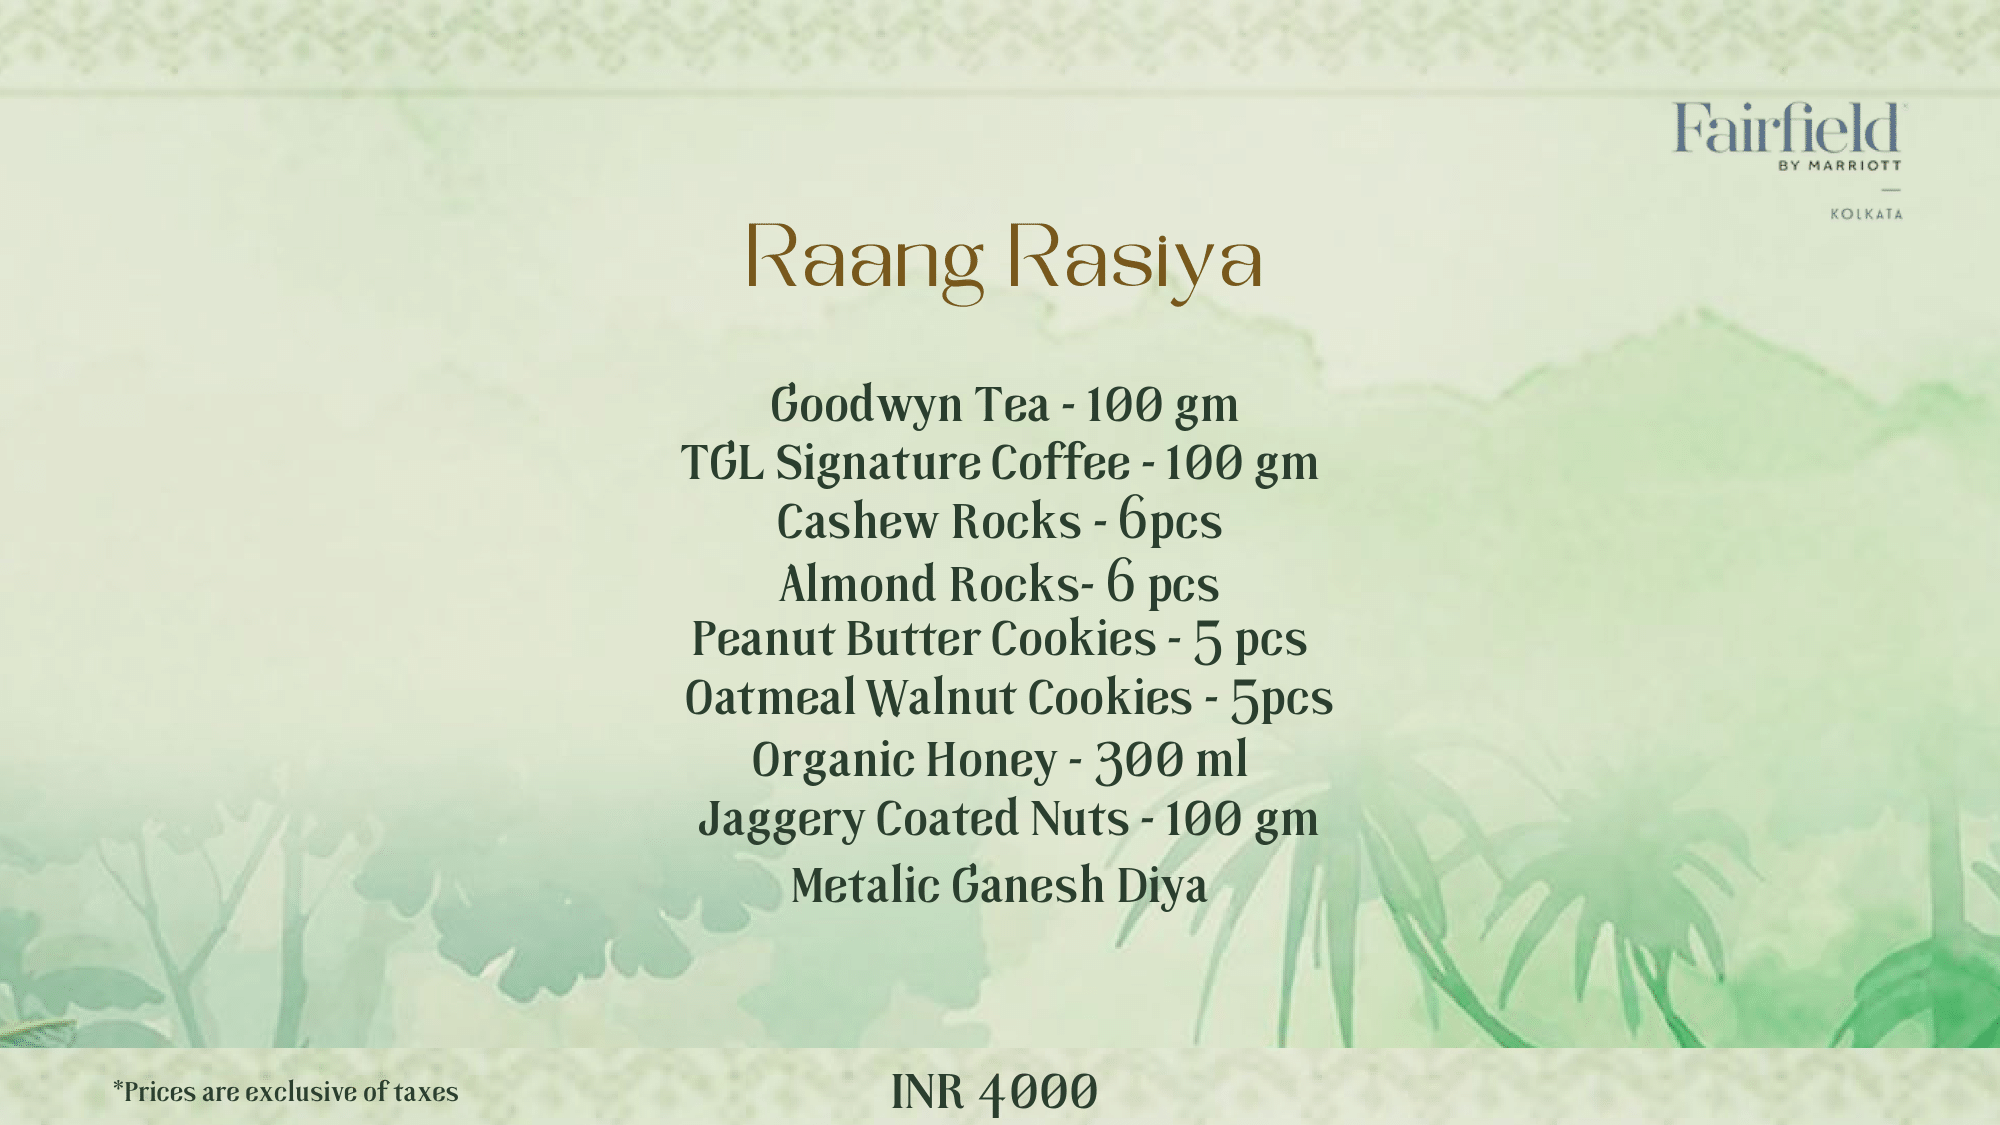 Fairfield
BY MARRIOTT
KOLKATA
Raang Rasiya
Goodwyn Tea - 100 gm
TGL Signature Coffee - 100 gm
Cashew Rocks - 6pcs
Almond Rocks- 6 pcs
Peanut Butter Cookies - 5 pcs
Oatmeal Walnut Cookies - 5pcs
Organic Honey - 300 ml
Jaggery Coated Nuts - 100 gm
Metalic Ganesh Diya
*Prices are exclusive of taxes
INR 4000